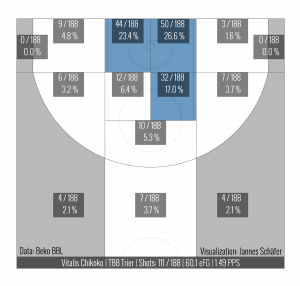 9 / 188 44 / 188 50 / 188 3 / 188
4.8 % 23.4 % 26.6 % 1.6 %
0 / 188 0 / 188
0.0 % 0.0 %
6 / 188 12 / 188 32 / 188 7 / 188
3.2 % 6.4 % 17.0 % 3.7 %
10 / 188
5.3 %
4 / 188 7 / 188 4 / 188
2.1 % 3.7 % 2.1 %
Data: Beko BBL Visualization: Jannes Schäfer
Vitalis Chikoko | TBB Trier | Shots: 111 / 188 | 60.1 eFG | 1.49 PPS